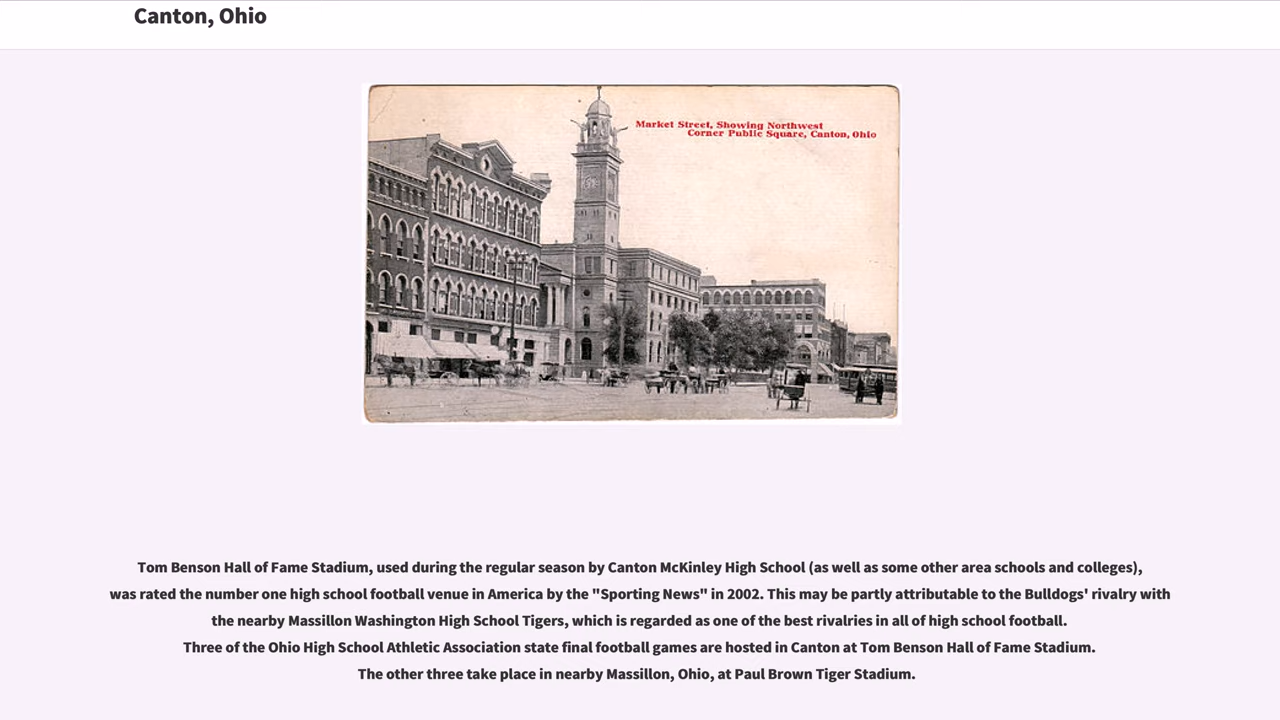 Canton, Ohio
Market Street, Showing Northwest
Corner Public Square, Canton, Ohio
Tom Benson Hall of Fame Stadium, used during the regular season by Canton McKinley High School (as well as some other area schools and colleges),
was rated the number one high school football venue in America by the "Sporting News" in 2002. This may be partly attributable to the Bulldogs' rivalry with
the nearby Massillon Washington High School Tigers, which is regarded as one of the best rivalries in all of high school football.
Three of the Ohio High School Athletic Association state final football games are hosted in Canton at Tom Benson Hall of Fame Stadium.
The other three take place in nearby Massillon, Ohio, at Paul Brown Tiger Stadium.